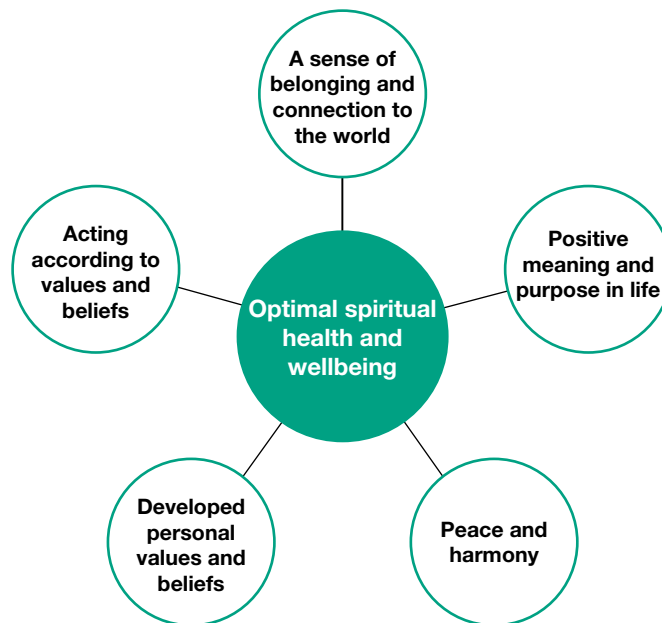 A sense of
belonging and
connection to
the world
Acting
according to
values and
beliefs
Positive
meaning and
purpose in life
Optimal spiritual
health and
wellbeing
Developed
personal
values and
beliefs
Peace and
harmony